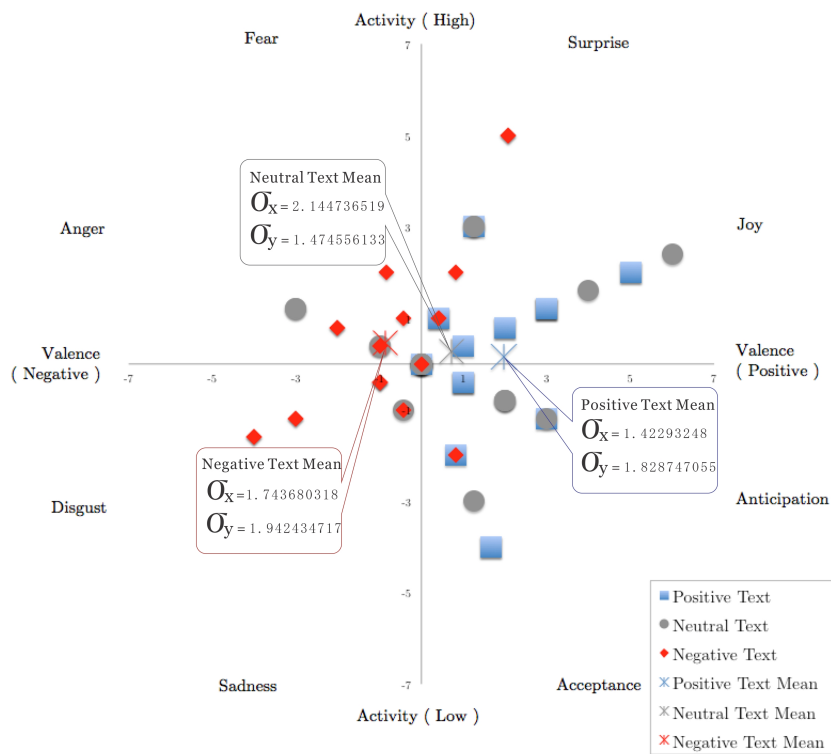 Activity ( High)
Fear
Surprise
7
5
Neutral Text Mean
σx=2.144736519
σy=1.474556133
3
Anger
Joy
1
Valence
( Negative )
Valence
( Positive )
-7
-5
-3
-1
1
3
5
7
-1
Positive Text Mean
σx=1.42293248
σy=1.828747055
Negative Text Mean
σx=1.743680318
σy=1.942434717
-3
Disgust
Anticipation
-5
Positive Text
Neutral Text
Negative Text
Positive Text Mean
Neutral Text Mean
Negative Text Mean
Sadness
-7
Acceptance
Activity ( Low )